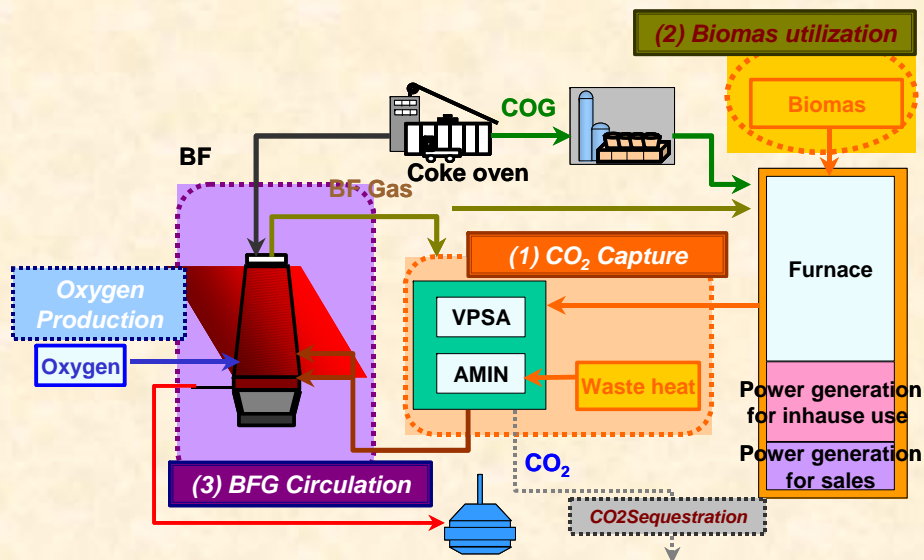 (2) Biomas utilization
Biomas
COG
BF
Coke oven
BF Gas
(1) CO₂ Capture
Furnace
Oxygen
Production
VPSA
Oxygen
AMIN
Waste heat
Power generation
for inhause use
Power generation
for sales
CO₂
(3) BFG Circulation
CO2Sequestration